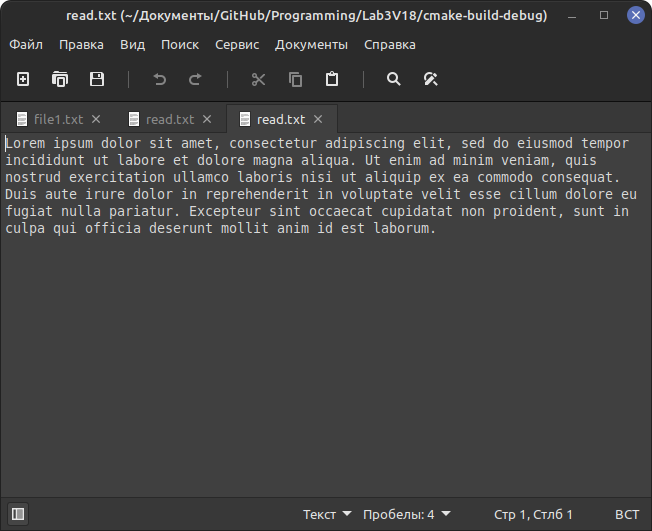 read.txt (~/Документы/GitHub/Programming/Lab3V18/cmake-build-debug)
Файл Правка Вид Поиск Сервис Документы Справка
file1.txt read.txt read.txt
Lorem ipsum dolor sit amet, consectetur adipiscing elit, sed do eiusmod tempor
incididunt ut labore et dolore magna aliqua. Ut enim ad minim veniam, quis
nostrud exercitation ullamco laboris nisi ut aliquip ex ea commodo consequat.
Duis aute irure dolor in reprehenderit in voluptate velit esse cillum dolore eu
fugiat nulla pariatur. Excepteur sint occaecat cupidatat non proident, sunt in
culpa qui officia deserunt mollit anim id est laborum.
Текст Пробелы: 4 Стр 1, Стлб 1 ВСТ